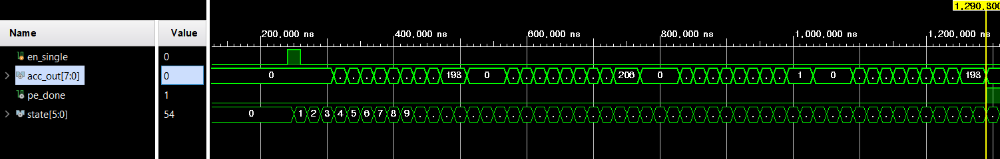 1,290.300
Name Value 200.000 ns 400.000 ns 600.000 ns 800.000 ns 1,000.000 ns 1,200.000 ns
en_single 0
acc_out[7:0] 0 0 . . . . . . . . 193 0 . . . . . . . . 206 0 . . . . . . . . . 1 0 . . . . . . . . 193
pe_done 1
state[5:0] 54 0 1 2 3 4 5 6 7 8 9 . . . . . . . . . . . . . . . . . . . . . . . . . . . . . . . . . . . . . . . . . . . .